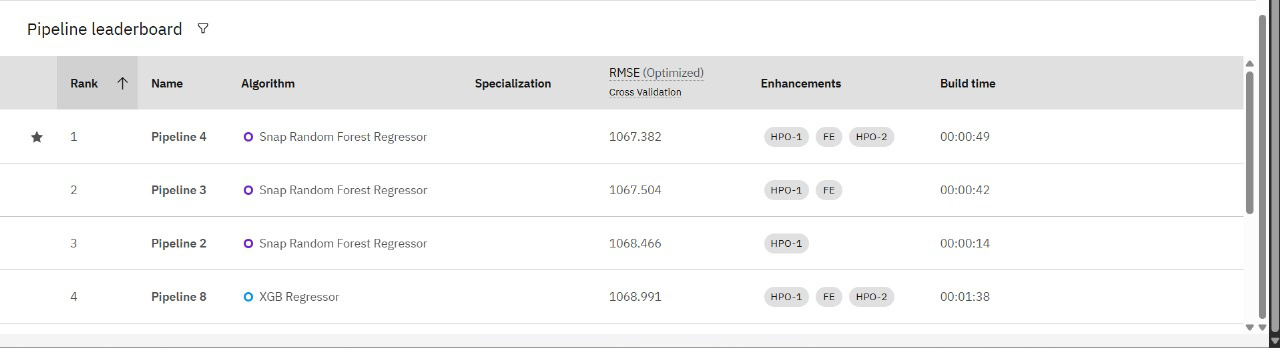 Pipeline leaderboard
Rank Name Algorithm Specialization RMSE (Optimized) Cross Validation Enhancements Build time
1 Pipeline 4 Snap Random Forest Regressor 1067.382 HPO-1 FE HPO-2 00:00:49
2 Pipeline 3 Snap Random Forest Regressor 1067.504 HPO-1 FE 00:00:42
3 Pipeline 2 Snap Random Forest Regressor 1068.466 HPO-1 00:00:14
4 Pipeline 8 XGB Regressor 1068.991 HPO-1 FE HPO-2 00:01:38